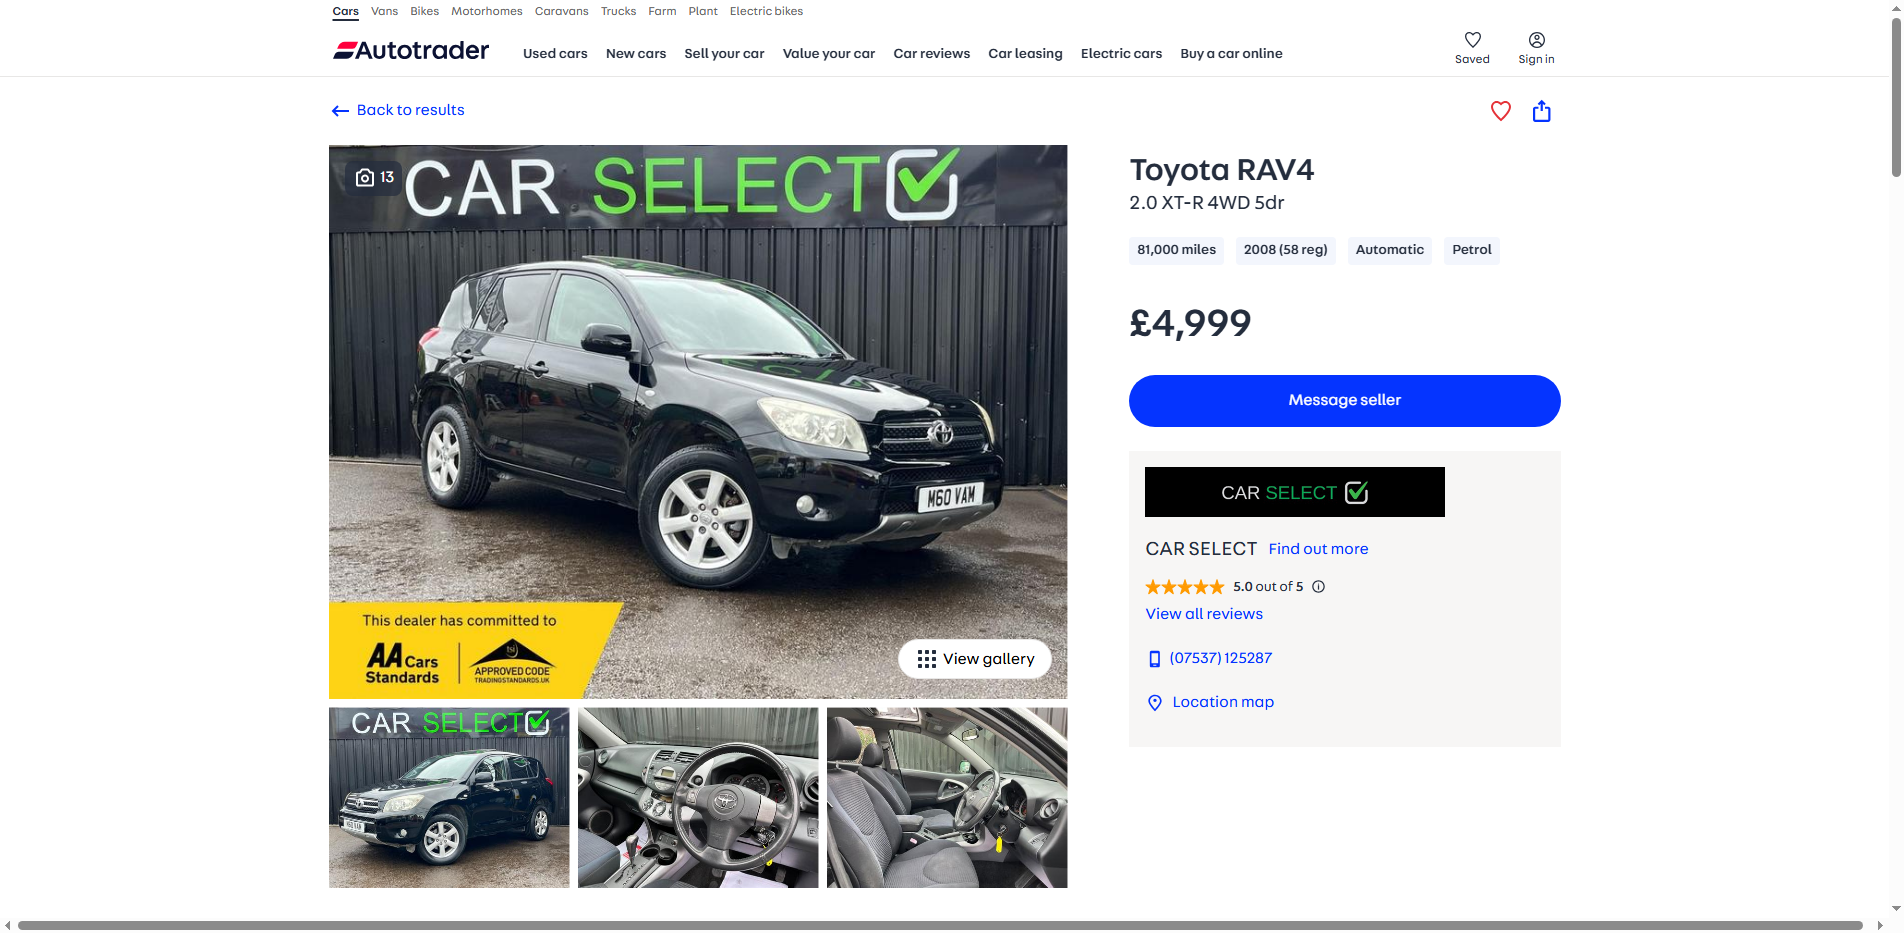 Cars Vans Bikes Motorhomes Caravans Trucks Farm Plant Electric bikes
Autotrader
Used cars New cars Sell your car Value your car Car reviews Car leasing Electric cars Buy a car online
Saved
Sign in
Back to results
13
CAR SELECT
M60 VAM
This dealer has committed to
AA Cars
Standards
tsi
APPROVED CODE
TRADINGSTANDARDS.UK
View gallery
CAR SELECT
M60 VAM
Toyota RAV4
2.0 XT-R 4WD 5dr
81,000 miles
2008 (58 reg)
Automatic
Petrol
£4,999
Message seller
CAR SELECT
CAR SELECT Find out more
5.0 out of 5
View all reviews
(07537) 125287
Location map